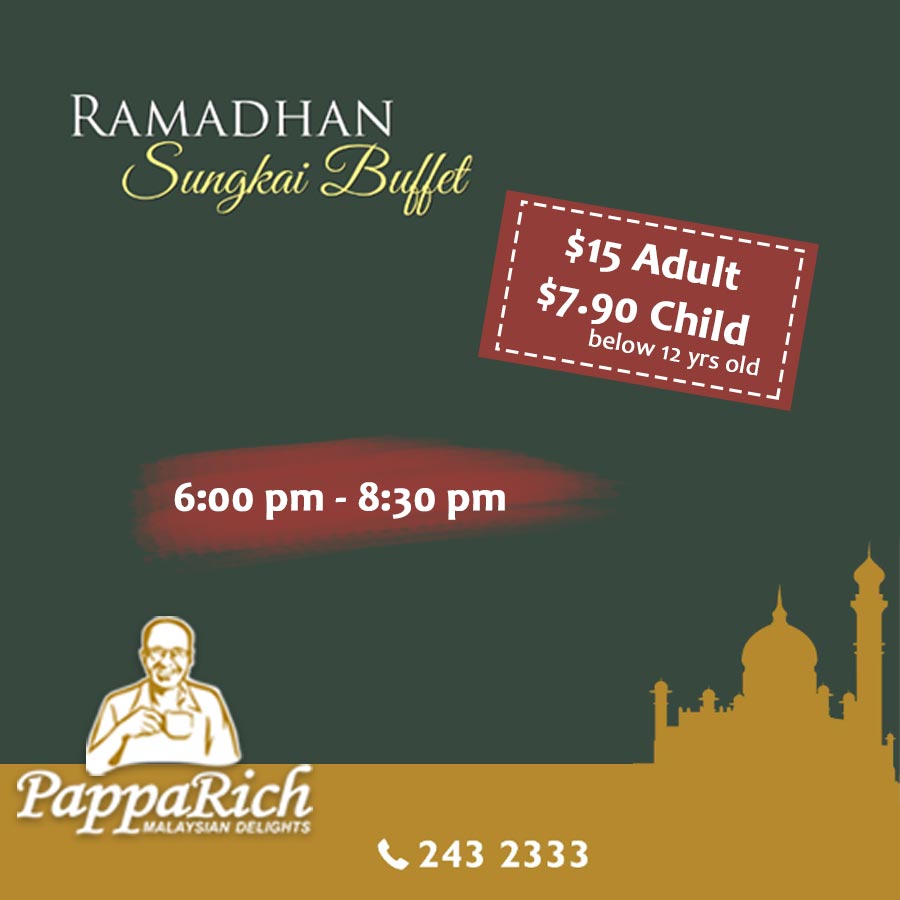 RAMADHAN
Sungkai Buffet
$15 Adult
$7.90 Child
below 12 yrs old
6:00 pm - 8:30 pm
PappaRich
MALAYSIAN DELIGHTS
243 2333